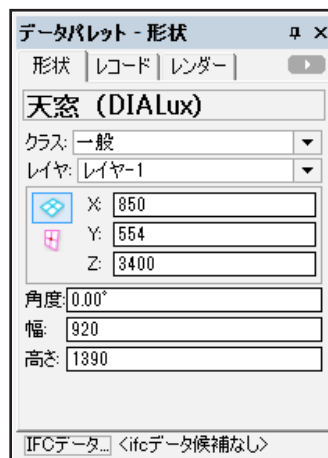 データパレット - 形状
形状 レコード レンダー
天窓 (DIALux)
クラス: 一般
レイヤ: レイヤ-1
X: 850
Y: 554
Z: 3400
角度: 0.00°
幅: 920
高さ: 1390
IFCデータ... <ifcデータ候補なし>